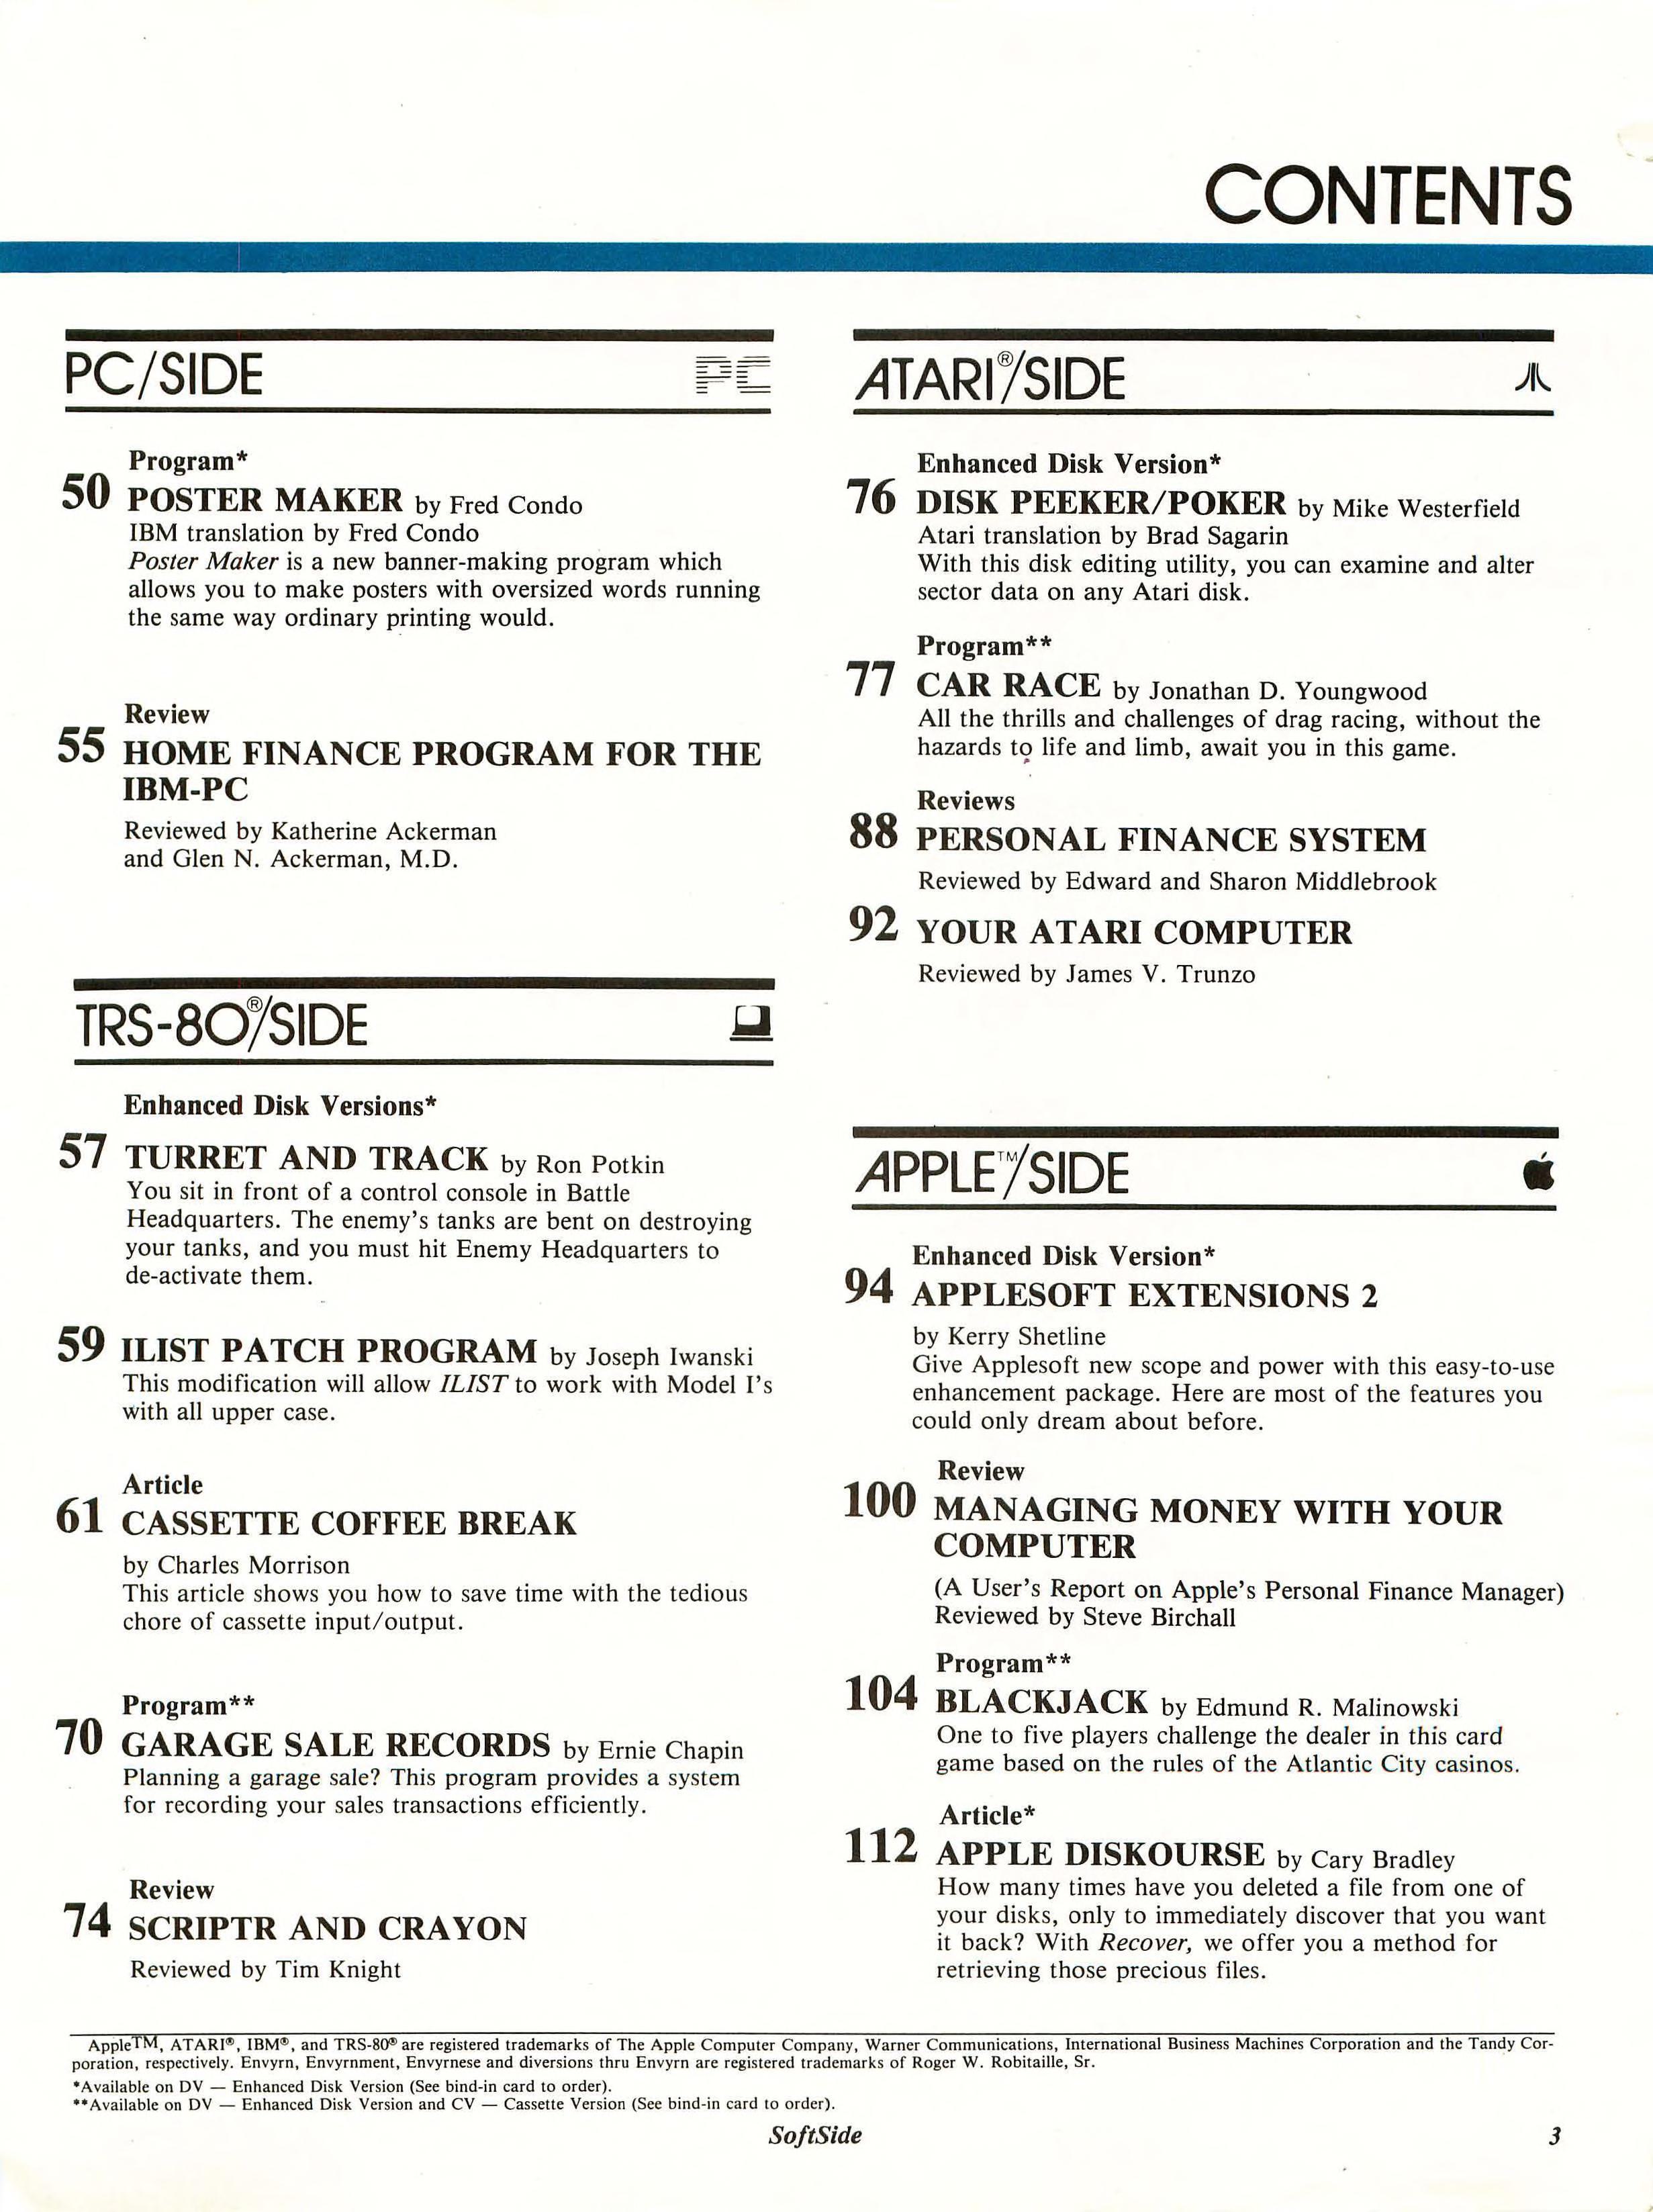 CONTENTS
PC/SIDE
PC
Program*
50 POSTER MAKER by Fred Condo
IBM translation by Fred Condo
Poster Maker is a new banner-making program which
allows you to make posters with oversized words running
the same way ordinary printing would.
Review
55 HOME FINANCE PROGRAM FOR THE
IBM-PC
Reviewed by Katherine Ackerman
and Glen N. Ackerman, M.D.
TRS-80®/SIDE
Enhanced Disk Versions*
57 TURRET AND TRACK by Ron Potkin
You sit in front of a control console in Battle
Headquarters. The enemy's tanks are bent on destroying
your tanks, and you must hit Enemy Headquarters to
de-activate them.
59 ILIST PATCH PROGRAM by Joseph Iwanski
This modification will allow ILIST to work with Model I's
with all upper case.
Article
61 CASSETTE COFFEE BREAK
by Charles Morrison
This article shows you how to save time with the tedious
chore of cassette input/output.
Program**
70 GARAGE SALE RECORDS by Ernie Chapin
Planning a garage sale? This program provides a system
for recording your sales transactions efficiently.
Review
74 SCRIPTR AND CRAYON
Reviewed by Tim Knight
ATARI®/SIDE
Enhanced Disk Version*
76 DISK PEEKER/POKER by Mike Westerfield
Atari translation by Brad Sagarin
With this disk editing utility, you can examine and alter
sector data on any Atari disk.
Program**
77 CAR RACE by Jonathan D. Youngwood
All the thrills and challenges of drag racing, without the
hazards to life and limb, await you in this game.
Reviews
88 PERSONAL FINANCE SYSTEM
Reviewed by Edward and Sharon Middlebrook
92 YOUR ATARI COMPUTER
Reviewed by James V. Trunzo
APPLE™/SIDE
Enhanced Disk Version*
94 APPLESOFT EXTENSIONS 2
by Kerry Shetline
Give Applesoft new scope and power with this easy-to-use
enhancement package. Here are most of the features you
could only dream about before.
Review
100 MANAGING MONEY WITH YOUR
COMPUTER
(A User's Report on Apple's Personal Finance Manager)
Reviewed by Steve Birchall
Program**
104 BLACKJACK by Edmund R. Malinowski
One to five players challenge the dealer in this card
game based on the rules of the Atlantic City casinos.
Article*
112 APPLE DISKOURSE by Cary Bradley
How many times have you deleted a file from one of
your disks, only to immediately discover that you want
it back? With Recover, we offer you a method for
retrieving those precious files.
Apple™, ATARI®, IBM®, and TRS-80® are registered trademarks of The Apple Computer Company, Warner Communications, International Business Machines Corporation and the Tandy Cor-
poration, respectively. Envyrn, Envyrnment, Envyrnese and diversions thru Envyrn are registered trademarks of Roger W. Robitaille, Sr.
*Available on DV — Enhanced Disk Version (See bind-in card to order).
**Available on DV — Enhanced Disk Version and CV — Cassette Version (See bind-in card to order).
SoftSide 3